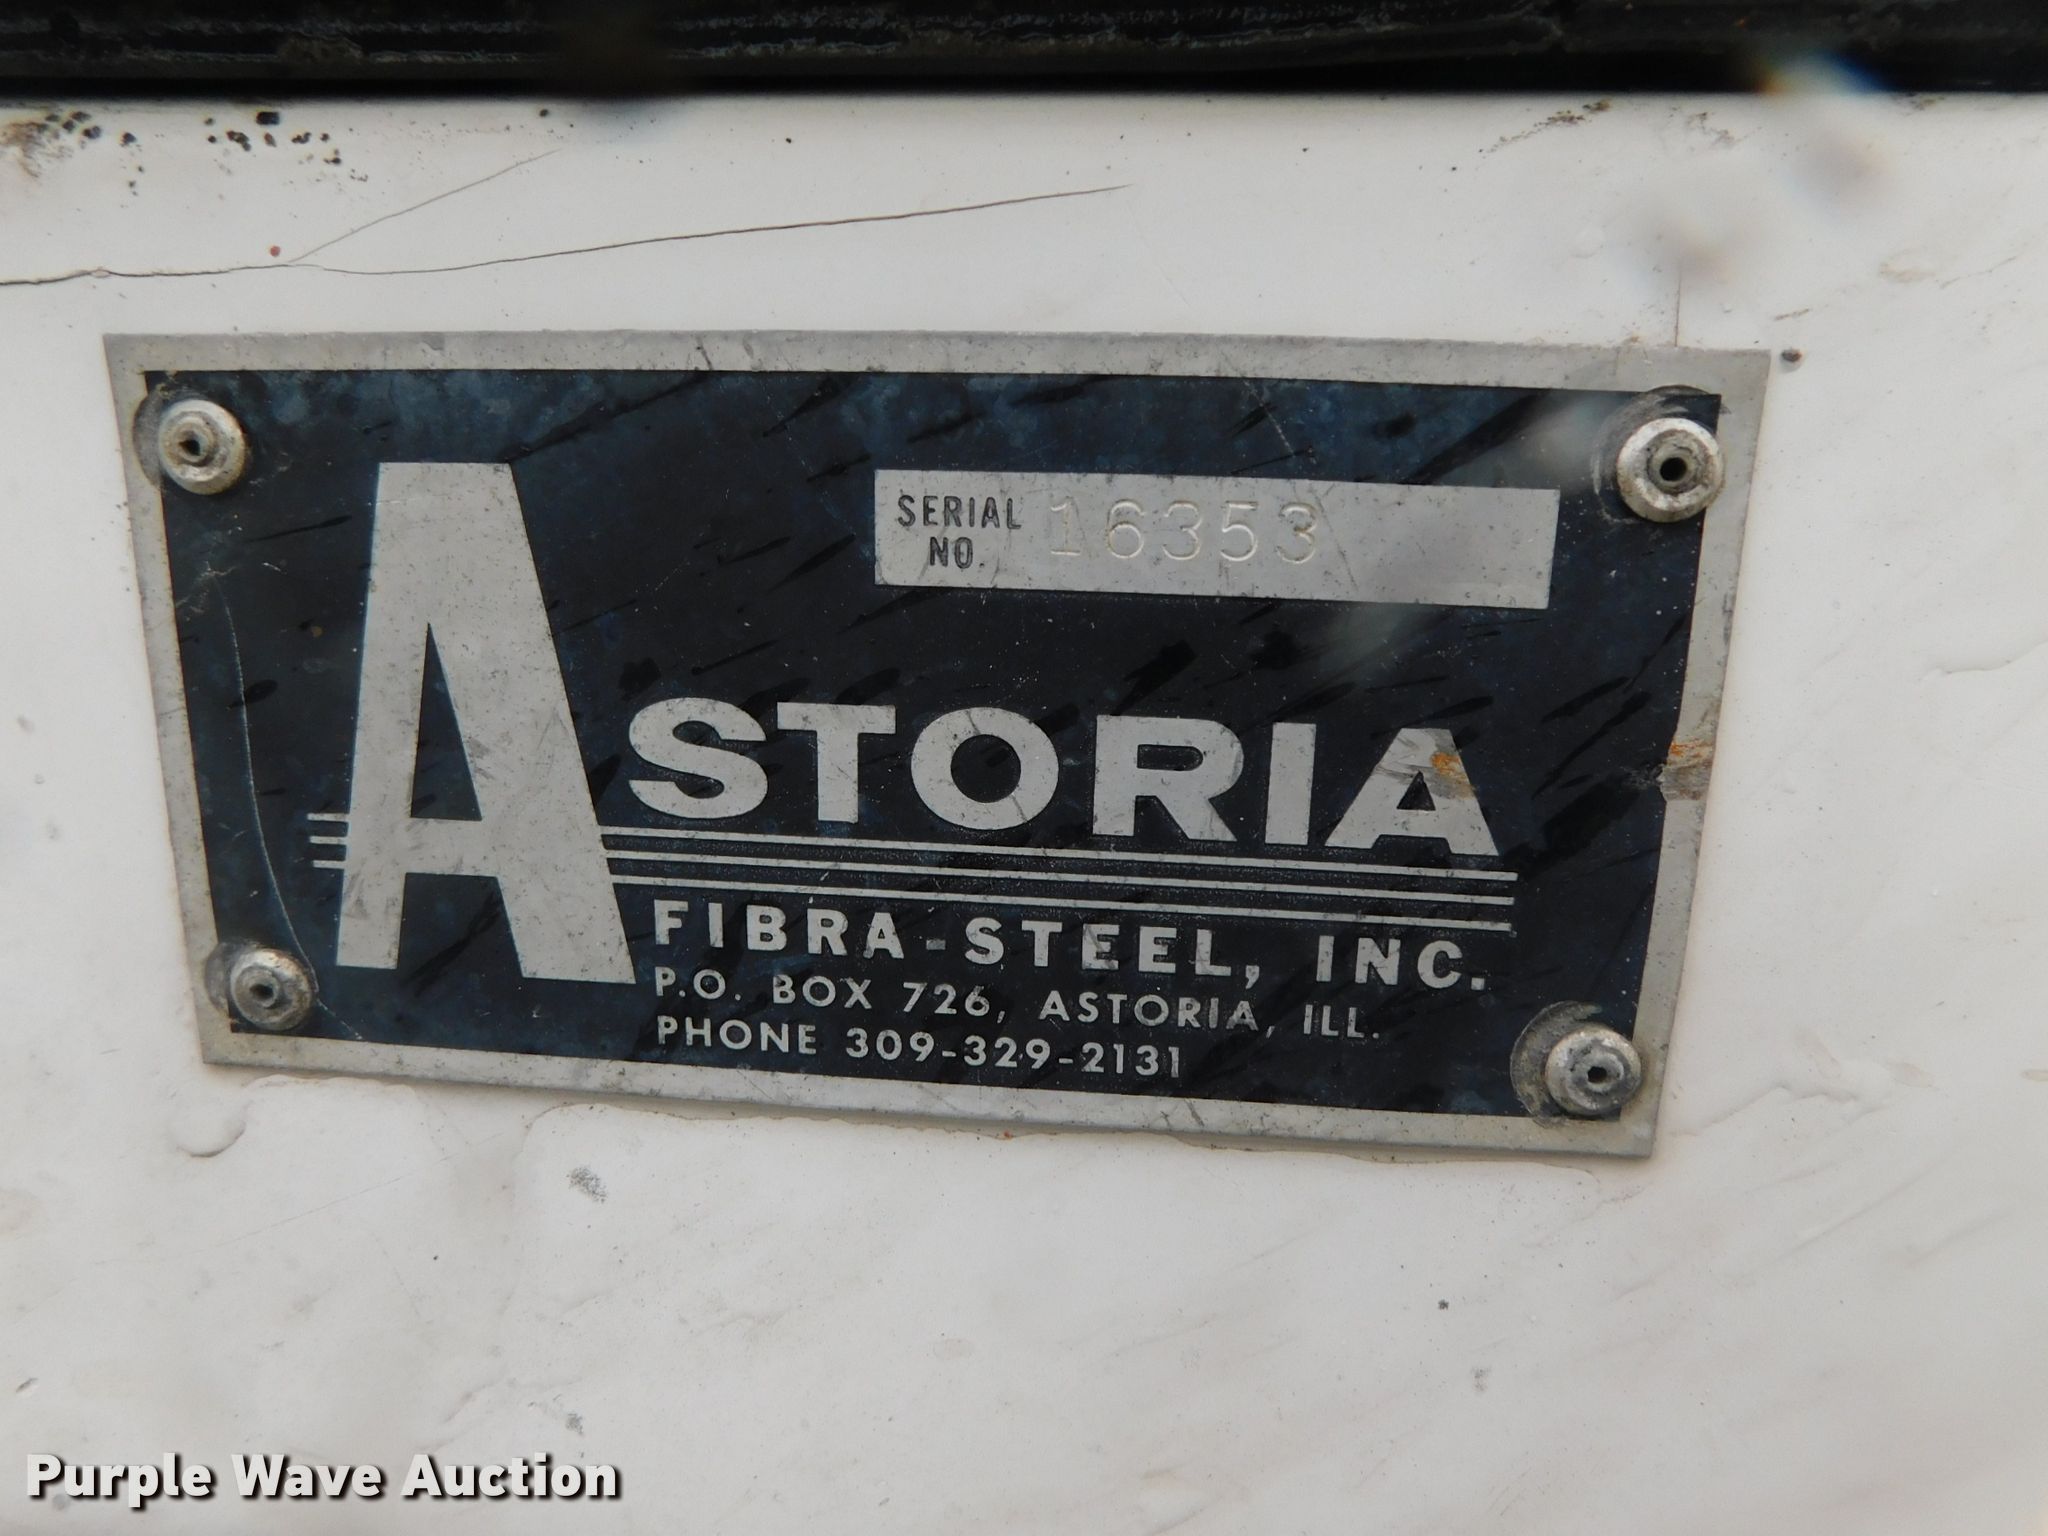 SERIAL NO. 16353
ASTORIA
FIBRA-STEEL, INC.
P.O. BOX 726, ASTORIA, ILL.
PHONE 309-329-2131
Purple Wave Auction